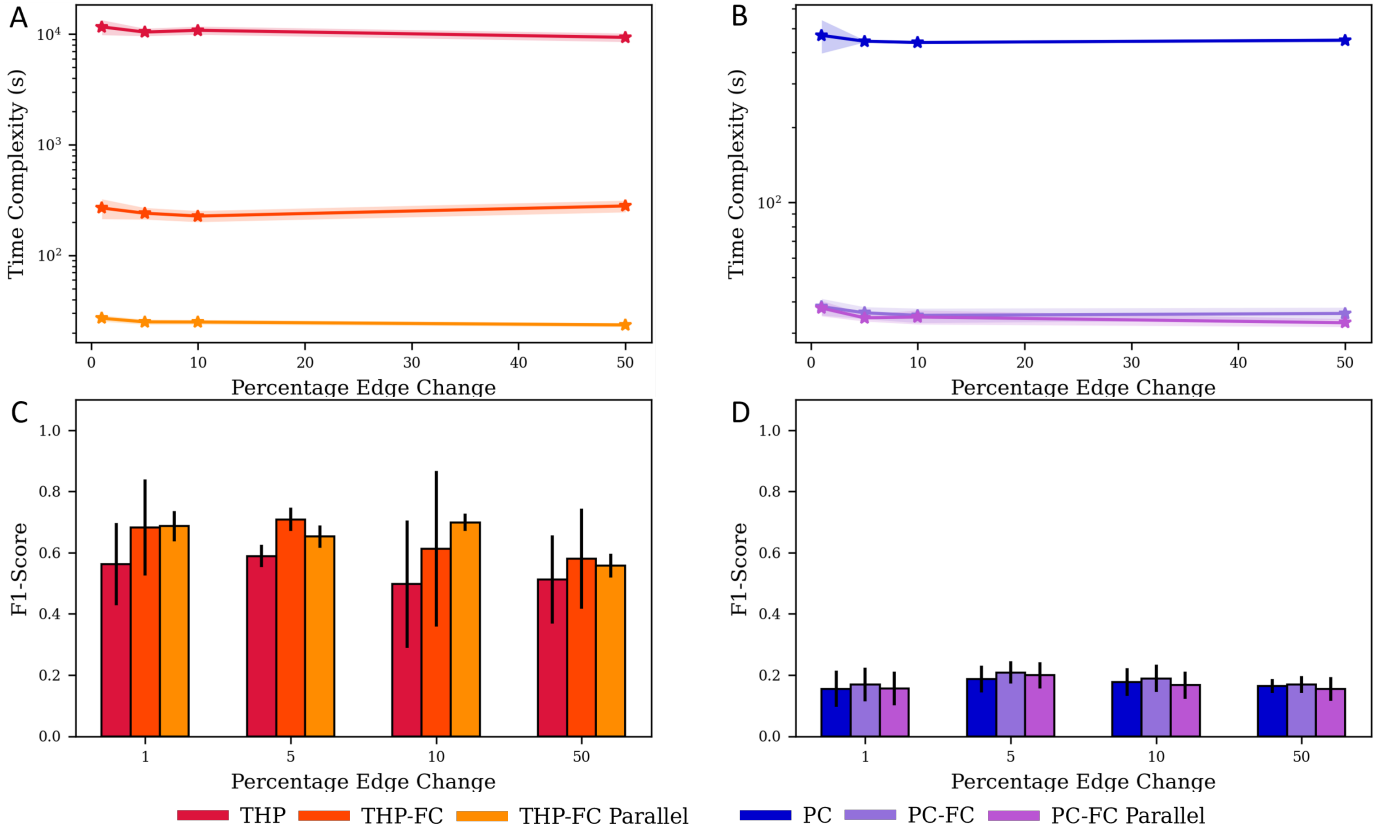 A
Time Complexity (s)
10^4
10^3
10^2
0 10 20 30 40 50
Percentage Edge Change
B
Time Complexity (s)
10^2
0 10 20 30 40 50
Percentage Edge Change
C
F1-Score
1.0
0.8
0.6
0.4
0.2
0.0
1 5 10 50
Percentage Edge Change
D
F1-Score
1.0
0.8
0.6
0.4
0.2
0.0
1 5 10 50
Percentage Edge Change
THP THP-FC THP-FC Parallel PC PC-FC PC-FC Parallel